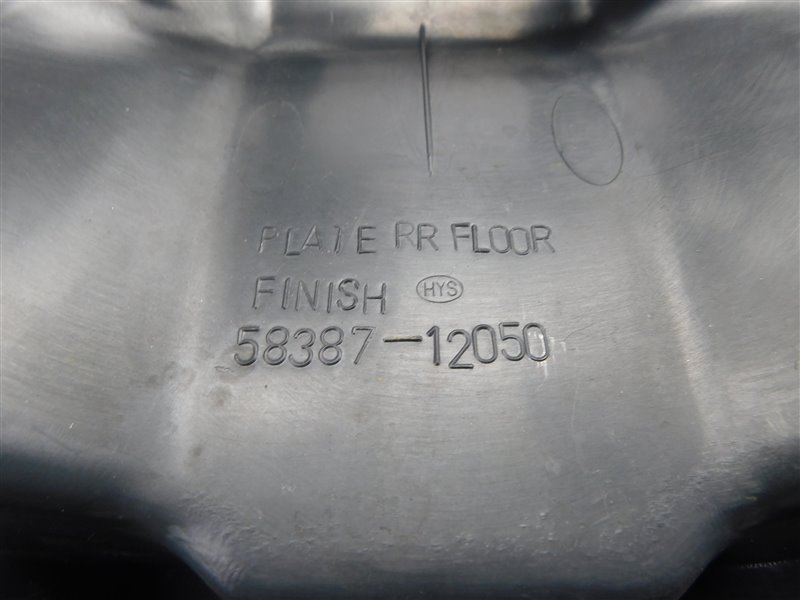 PLATE RR FLOOR
FINISH HYS
58387-12050